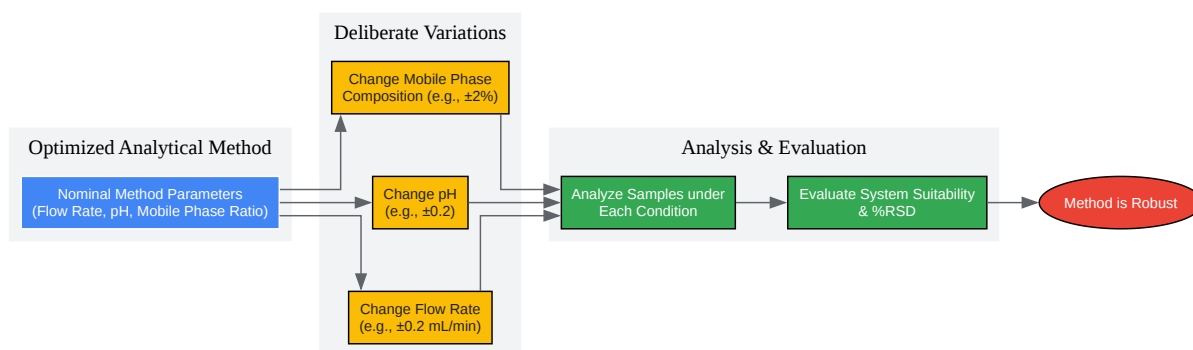 Deliberate Variations
Change Mobile Phase
Composition (e.g., ±2%)
Optimized Analytical Method
Analysis & Evaluation
Nominal Method Parameters
(Flow Rate, pH, Mobile Phase Ratio)
Change pH
(e.g., ±0.2)
Analyze Samples under
Each Condition
Evaluate System Suitability
& %RSD
Method is Robust
Change Flow Rate
(e.g., ±0.2 mL/min)